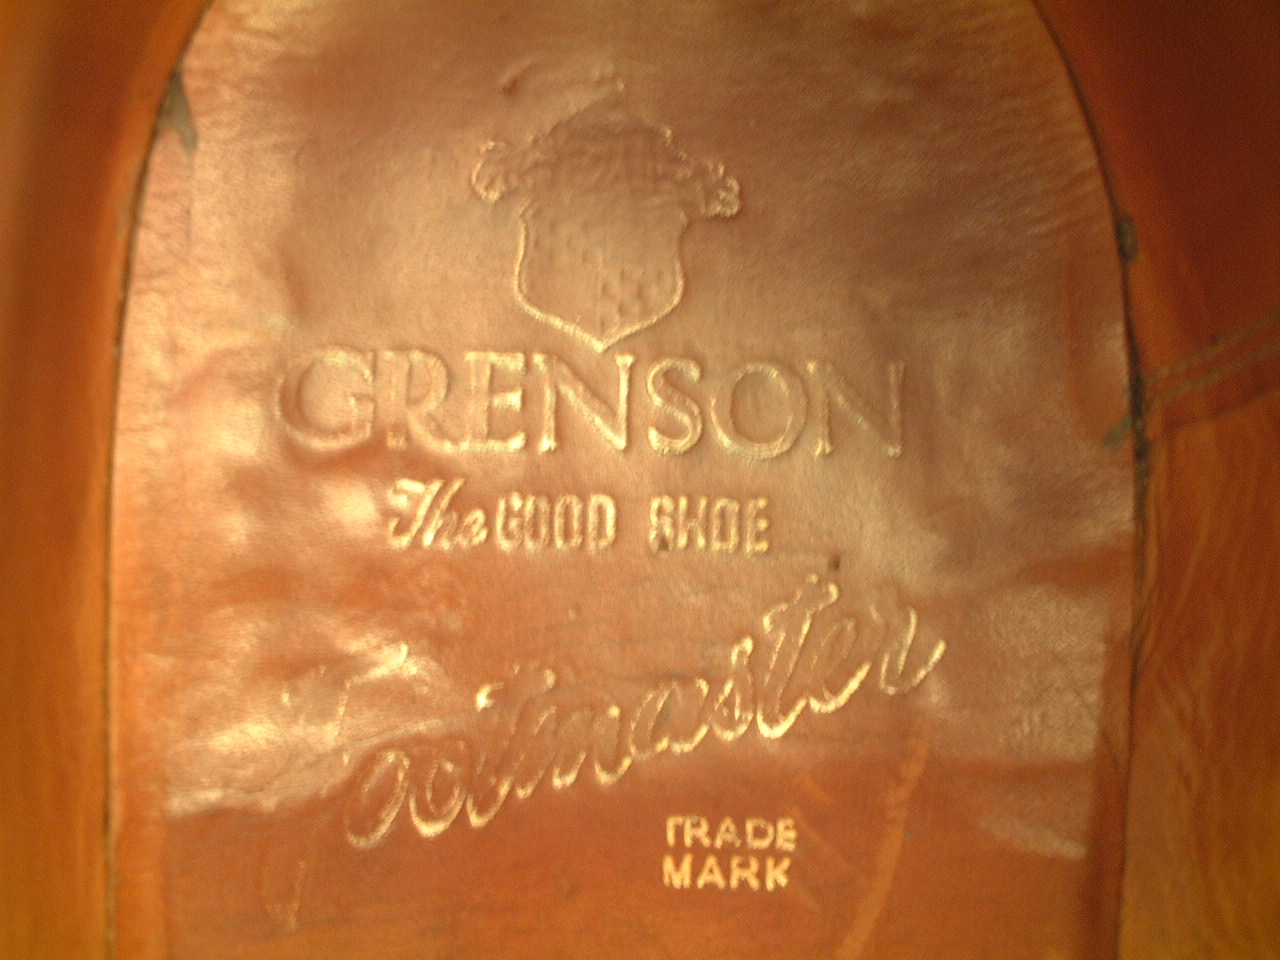 GRENSON
The GOOD SHOE
Footmaster
TRADE
MARK